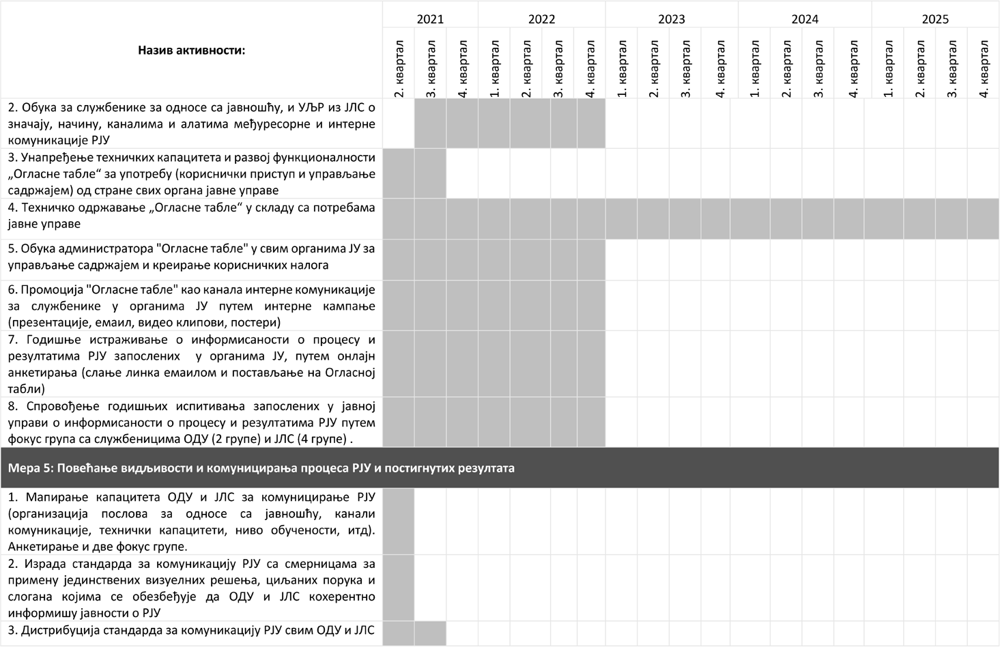 Назив активности:
2021 2022 2023 2024 2025
2. квартал 3. квартал 4. квартал 1. квартал 2. квартал 3. квартал 4. квартал 1. квартал 2. квартал 3. квартал 4. квартал 1. квартал 2. квартал 3. квартал 4. квартал 1. квартал 2. квартал 3. квартал 4. квартал
2. Обука за службенике за односе са јавношћу, и УЉР из ЈЛС о
значају, начину, каналима и алатима међуресорне и интерне
комуникације РЈУ
3. Унапређење техничких капацитета и развој функционалности
„Огласне табле“ за употребу (кориснички приступ и управљање
садржајем) од стране свих органа јавне управе
4. Техничко одржавање „Огласне табле“ у складу са потребама
јавне управе
5. Обука администратора "Огласне табле" у свим органима ЈУ за
управљање садржајем и креирање корисничких налога
6. Промоција "Огласне табле" као канала интерне комуникације
за службенике у органима ЈУ путем интерне кампање
(презентације, емаил, видео клипови, постери)
7. Годишње истраживање о информисаности о процесу и
резултатима РЈУ запослених у органима ЈУ, путем онлајн
анкетирања (слање линка емаилом и постављање на Огласној
табли)
8. Спровођење годишњих испитивања запослених у јавној
управи о информисаности о процесу и резултатима РЈУ путем
фокус група са службеницима ОДУ (2 групе) и ЈЛС (4 групе) .
Мера 5: Повећање видљивости и комуницирања процеса РЈУ и постигнутих резултата
1. Мапирање капацитета ОДУ и ЈЛС за комуницирање РЈУ
(организација послова за односе са јавношћу, канали
комуникације, технички капацитети, ниво обучености, итд).
Анкетирање и две фокус групе.
2. Израда стандарда за комуникацију РЈУ са смерницама за
примену јединствених визуелних решења, циљаних порука и
слогана којима се обезбеђује да ОДУ и ЈЛС кохерентно
информишу јавности о РЈУ
3. Дистрибуција стандарда за комуникацију РЈУ свим ОДУ и ЈЛС